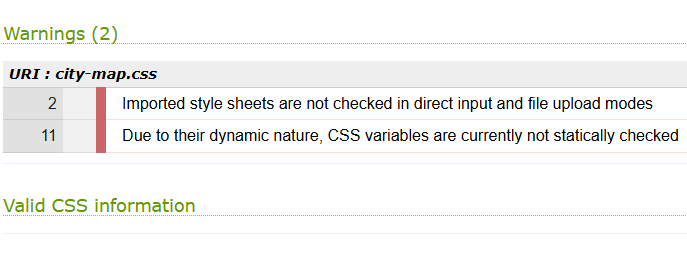 Warnings (2)
URI : city-map.css
2 Imported style sheets are not checked in direct input and file upload modes
11 Due to their dynamic nature, CSS variables are currently not statically checked
Valid CSS information